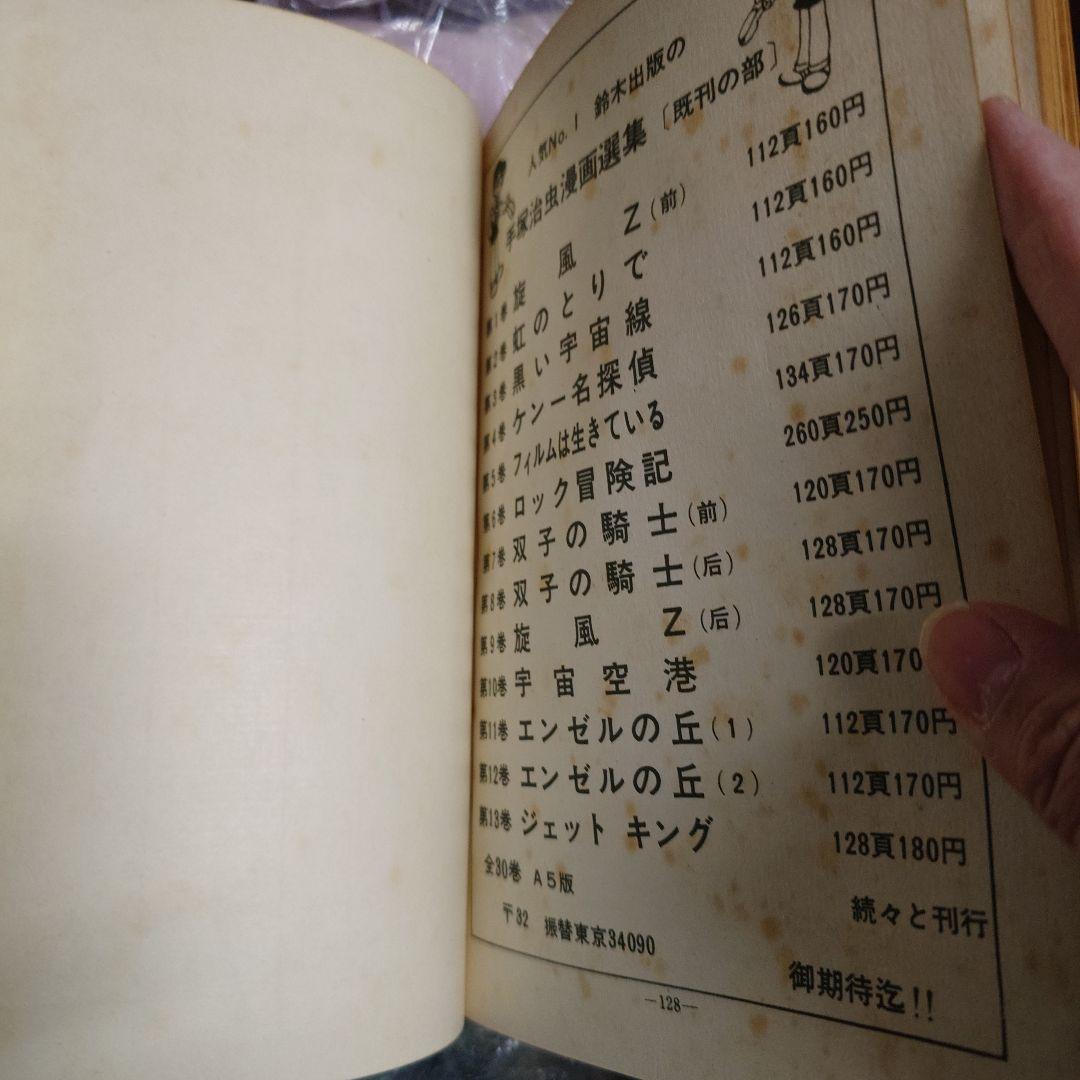 人気No.1 鈴木出版の
手塚治虫漫画選集〔既刊の部〕
第1巻 旋風Z(前) 112頁160円
第2巻 虹のとりで 112頁160円
第3巻 黒い宇宙線 112頁160円
第4巻 ケン一名探偵 126頁170円
第5巻 フィルムは生きている 134頁170円
第6巻 ロック冒険記 260頁250円
第7巻 双子の騎士(前) 120頁170円
第8巻 双子の騎士(后) 128頁170円
第9巻 旋風Z(后) 128頁170円
第10巻 宇宙空港 120頁170
第11巻 エンゼルの丘(1) 112頁170円
第12巻 エンゼルの丘(2) 112頁170円
第13巻 ジェット キング 128頁180円
全30巻 A5版
続々と刊行
〒32 振替東京34090
御期待迄!!
—128—